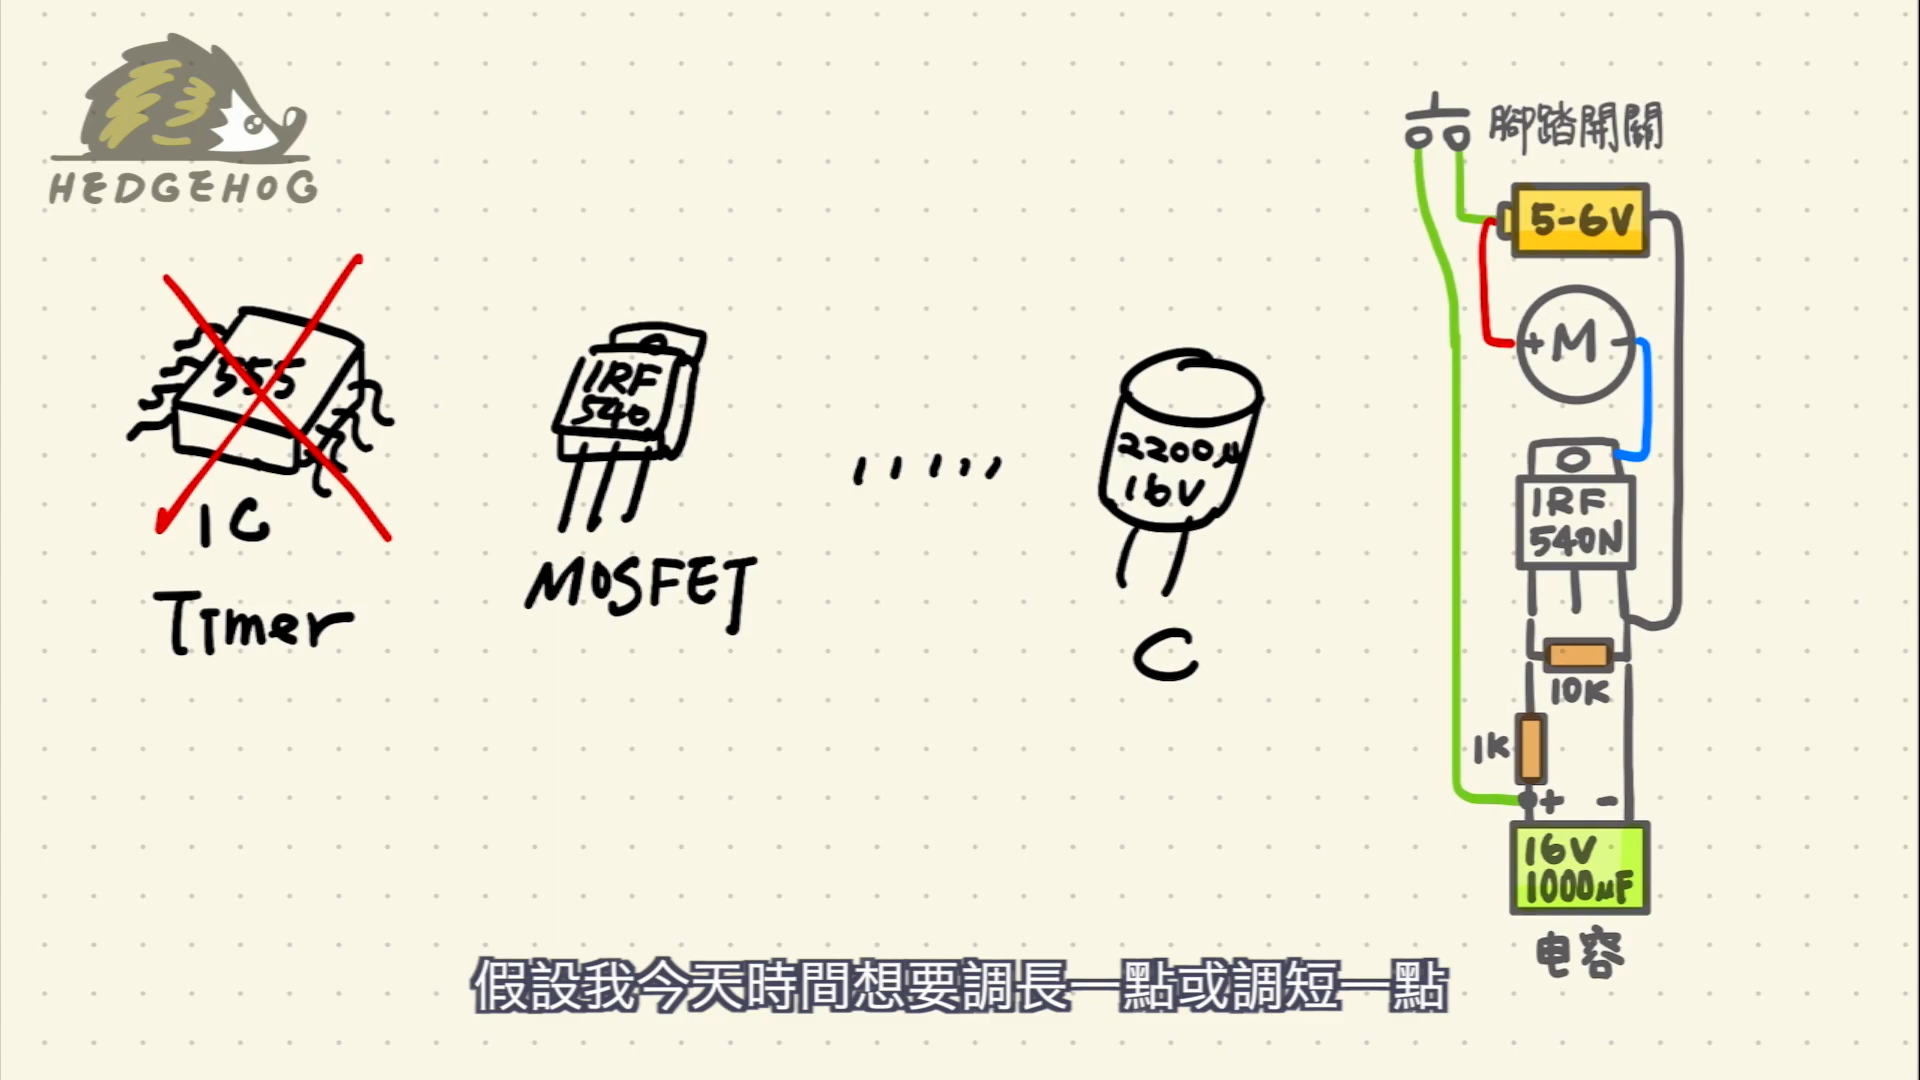 HEDGEHOG
555
IC
Timer
IRF
540
MOSFET
2200μ
16V
C
腳踏開關
5-6V
+M-
IRF
540N
10K
1K
+ -
16V
1000μF
电容
假設我今天時間想要調長一點或調短一點